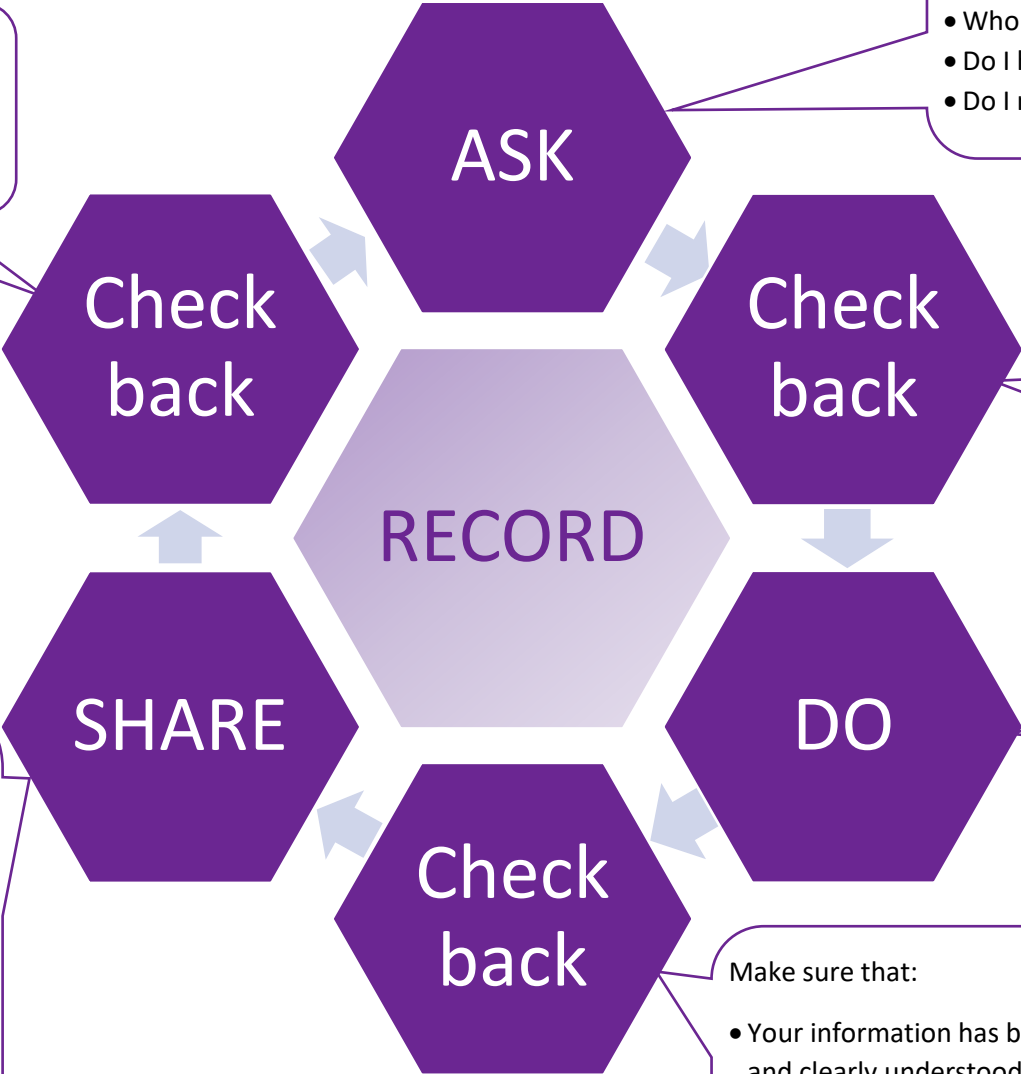 • Who
• Do I
• Do I
ASK
Check
back
Check
back
RECORD
SHARE
DO
Check
back
Make sure that:
• Your information has b
and clearly understood